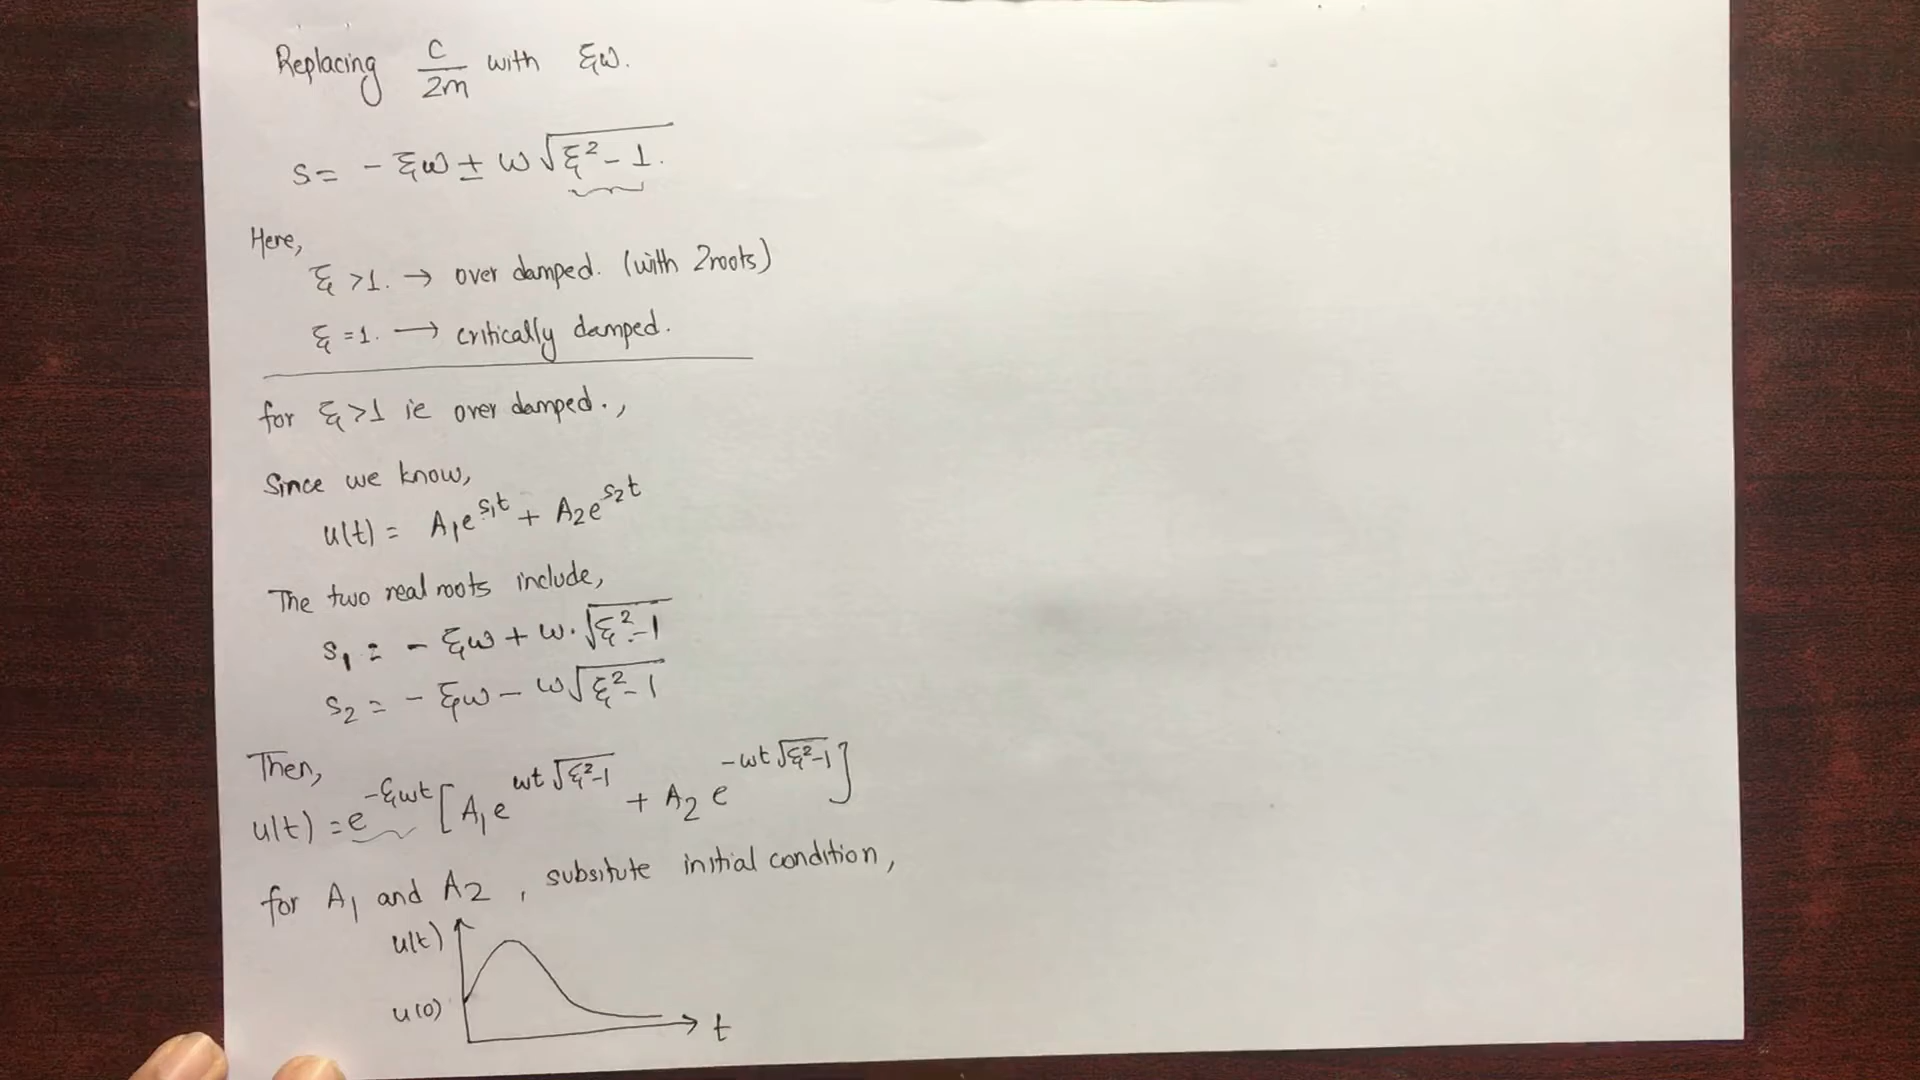 Replacing c/2m with ξω.
s = - ξω ± ω √ξ² - 1.
Here,
ξ >1. → over damped. (with 2roots)
ξ =1. → critically damped.
for ξ>1 ie over damped.,
Since we know,
u(t) = A₁e^s₁t + A₂e^s₂t
The two real roots include,
s₁ = - ξω + ω.√ξ²-1
s₂ = - ξω - ω√ξ²-1
Then,
u(t) = e^-ξωt [A₁e^ωt√ξ²-1 + A₂e^-ωt√ξ²-1]
for A₁ and A₂, subsitute initial condition,
u(t)
u(0)
t